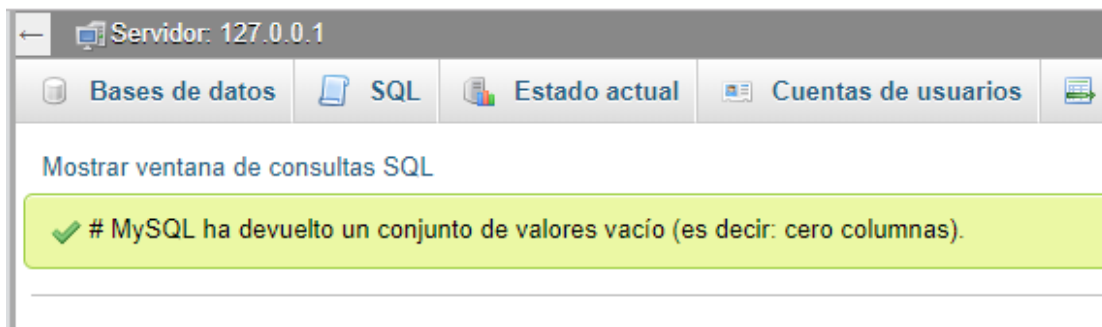 ← Servidor: 127.0.0.1
Bases de datos SQL Estado actual Cuentas de usuarios
Mostrar ventana de consultas SQL
# MySQL ha devuelto un conjunto de valores vacío (es decir: cero columnas).